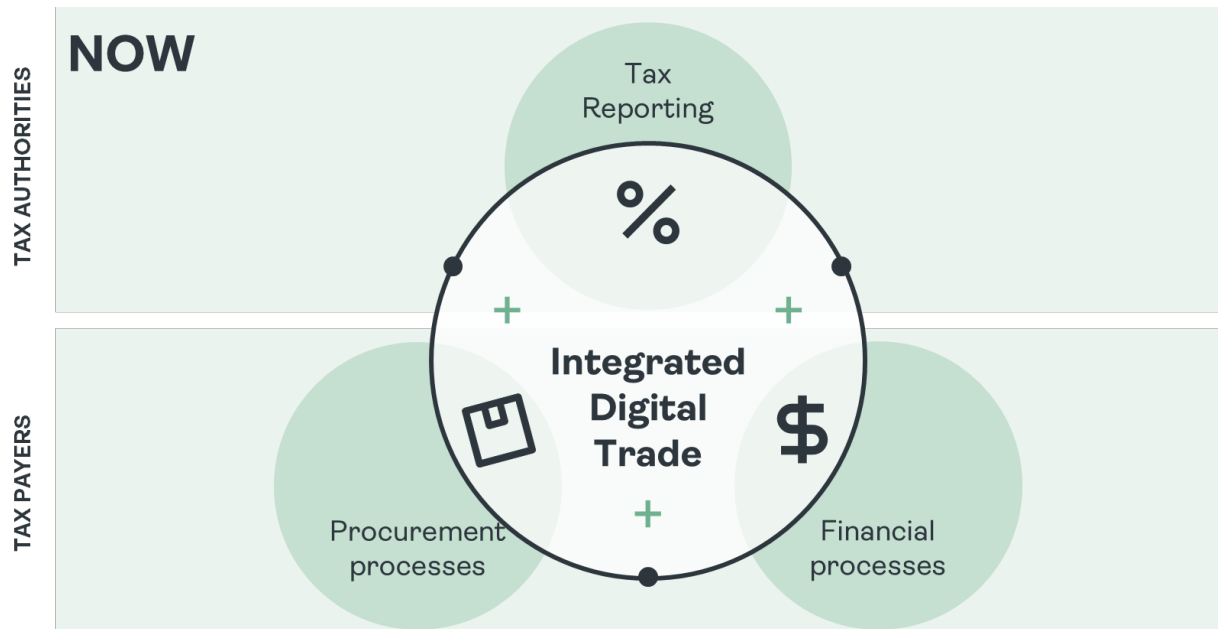 NOW
TAX AUTHORITIES
Tax
Reporting
%
+ +
Integrated
Digital
Trade
$
+
TAX PAYERS
Procurement
processes
Financial
processes